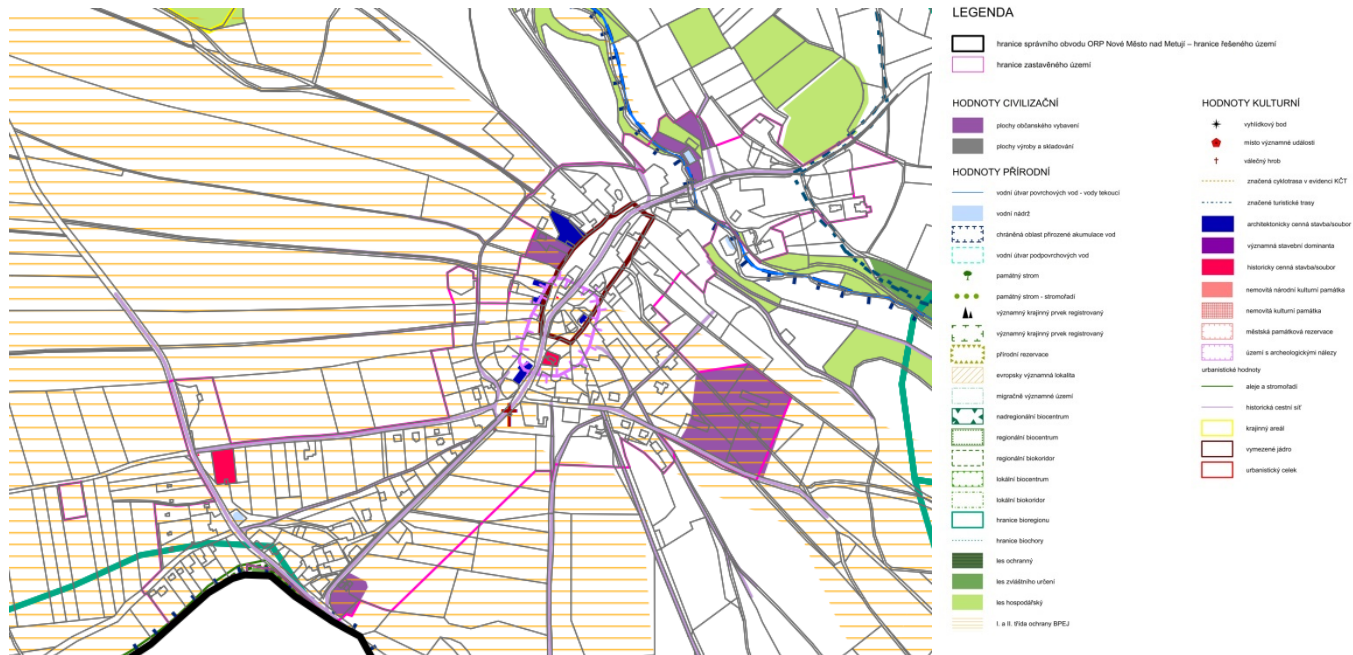 LEGENDA
hranice správního obvodu ORP Nové Město nad Metují – hranice řešeného území
hranice zastavěného území
HODNOTY CIVILIZAČNÍ
plochy občanského vybavení
plochy výroby a skladování
HODNOTY PŘÍRODNÍ
vodní útvar povrchových vod - vody tekoucí
vodní nádrž
chráněná oblast přirozené akumulace vod
vodní útvar podpovrchových vod
památný strom
památný strom - stromořadí
významný krajinný prvek registrovaný
významný krajinný prvek registrovaný
přírodní rezervace
evropsky významná lokalita
migračně významné území
nadregionální biocentrum
regionální biocentrum
regionální biokoridor
lokální biocentrum
lokální biokoridor
hranice bioregionu
hranice biochory
les ochranný
les zvláštního určení
les hospodářský
I. a II. třída ochrany BPEJ
HODNOTY KULTURNÍ
vyhlídkový bod
místo významné události
válečný hrob
značená cyklotrasa v evidenci KČT
značené turistické trasy
architektonicky cenná stavba/soubor
významná stavební dominanta
historicky cenná stavba/soubor
nemovitá národní kulturní památka
nemovitá kulturní památka
městská památková rezervace
území s archeologickými nálezy
urbanistické hodnoty
aleje a stromořadí
historická cestní síť
krajinný areál
vymezené jádro
urbanistický celek